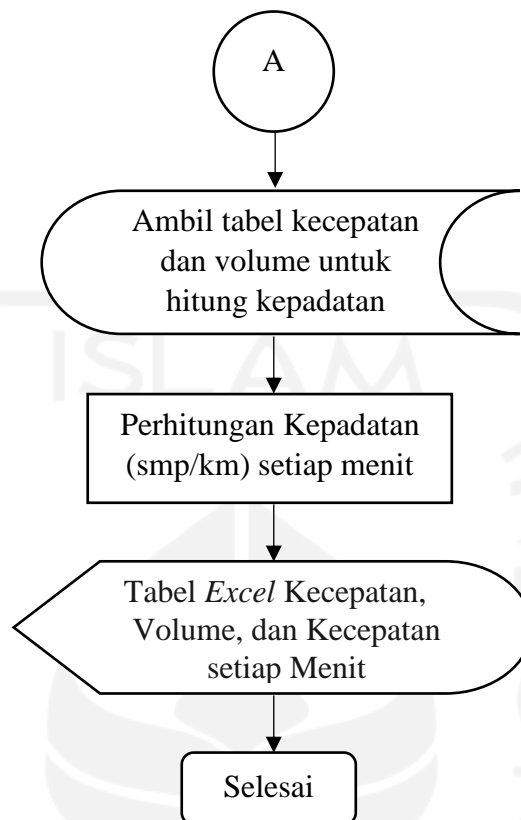 A
Ambil tabel kecepatan
dan volume untuk
hitung kepadatan
ISLAM
Perhitungan Kepadatan
(smp/km) setiap menit
Tabel Excel Kecepatan,
Volume, dan Kecepatan
setiap Menit
Selesai